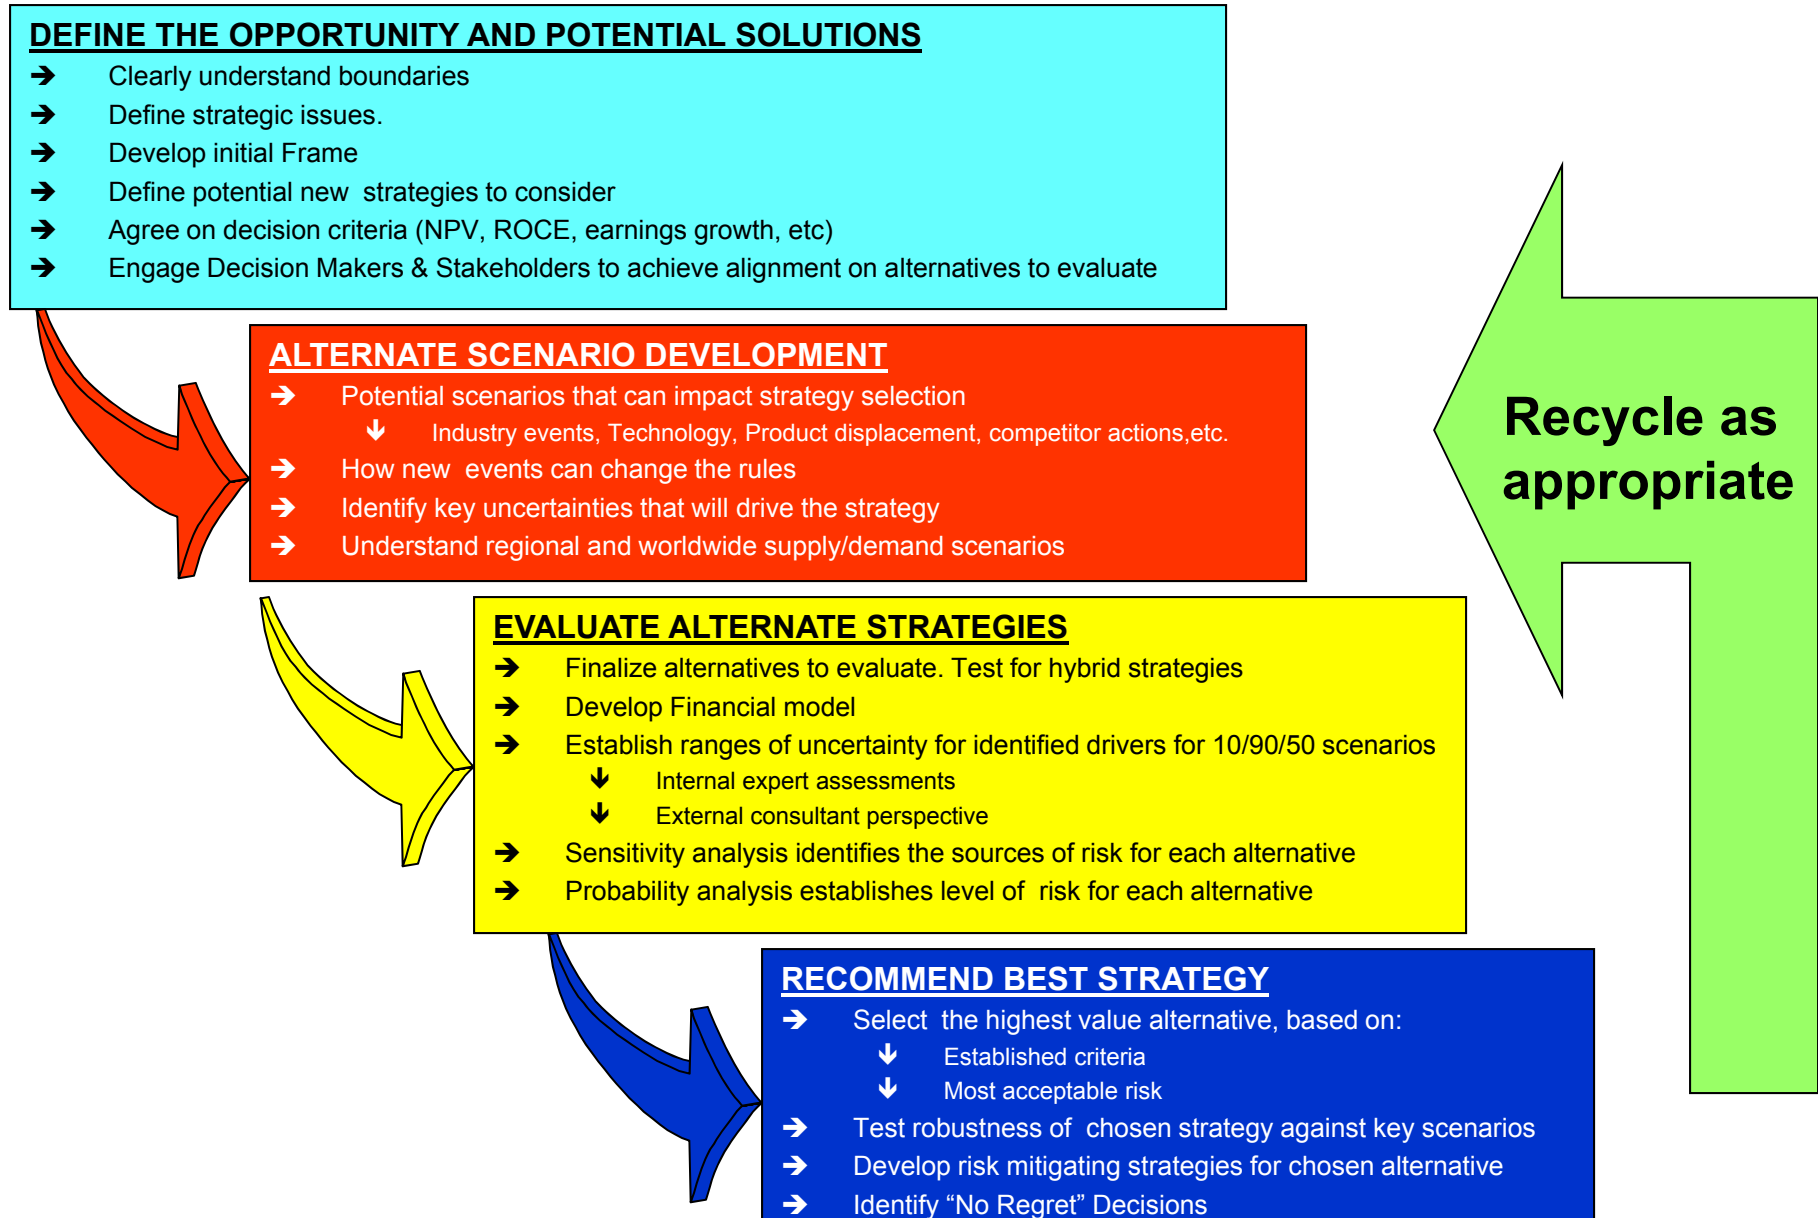 DEFINE THE OPPORTUNITY AND POTENTIAL SOLUTIONS
➔ Clearly understand boundaries
➔ Define strategic issues.
➔ Develop initial Frame
➔ Define potential new strategies to consider
➔ Agree on decision criteria (NPV, ROCE, earnings growth, etc)
➔ Engage Decision Makers & Stakeholders to achieve alignment on alternatives to evaluate
ALTERNATE SCENARIO DEVELOPMENT
➔ Potential scenarios that can impact strategy selection
🡫 Industry events, Technology, Product displacement, competitor actions,etc.
➔ How new events can change the rules
➔ Identify key uncertainties that will drive the strategy
➔ Understand regional and worldwide supply/demand scenarios
Recycle as
appropriate
EVALUATE ALTERNATE STRATEGIES
➔ Finalize alternatives to evaluate. Test for hybrid strategies
➔ Develop Financial model
➔ Establish ranges of uncertainty for identified drivers for 10/90/50 scenarios
🡫 Internal expert assessments
🡫 External consultant perspective
➔ Sensitivity analysis identifies the sources of risk for each alternative
➔ Probability analysis establishes level of risk for each alternative
RECOMMEND BEST STRATEGY
➔ Select the highest value alternative, based on:
🡫 Established criteria
🡫 Most acceptable risk
➔ Test robustness of chosen strategy against key scenarios
➔ Develop risk mitigating strategies for chosen alternative
➔ Identify “No Regret” Decisions